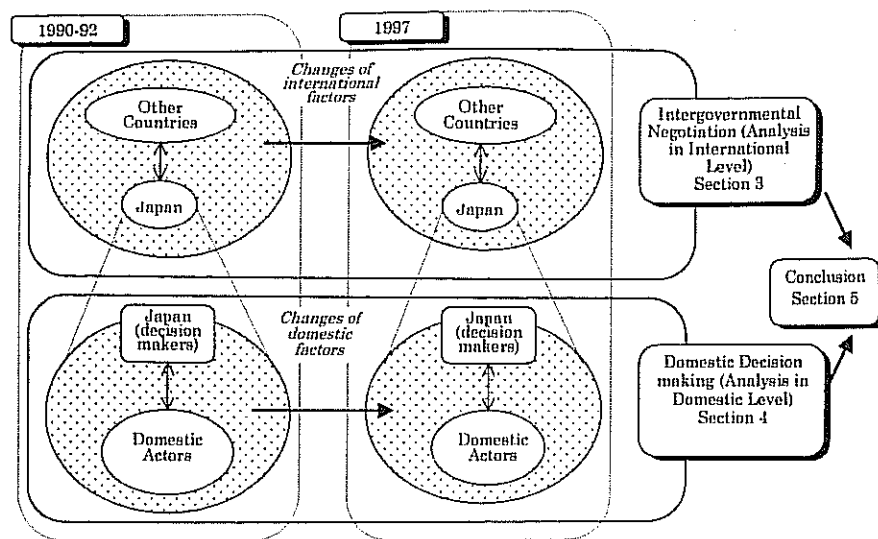 1990-92
1997
Changes of
international
factors
Other
Countries
Japan
Other
Countries
Japan
Intergovernmental
Negotiation (Analysis
in International
Level)
Section 3
Conclusion
Section 5
Japan
(decision
makers)
Changes of
domestic
factors
Japan
(decision
makers)
Domestic
Actors
Domestic
Actors
Domestic Decision
making (Analysis in
Domestic Level)
Section 4